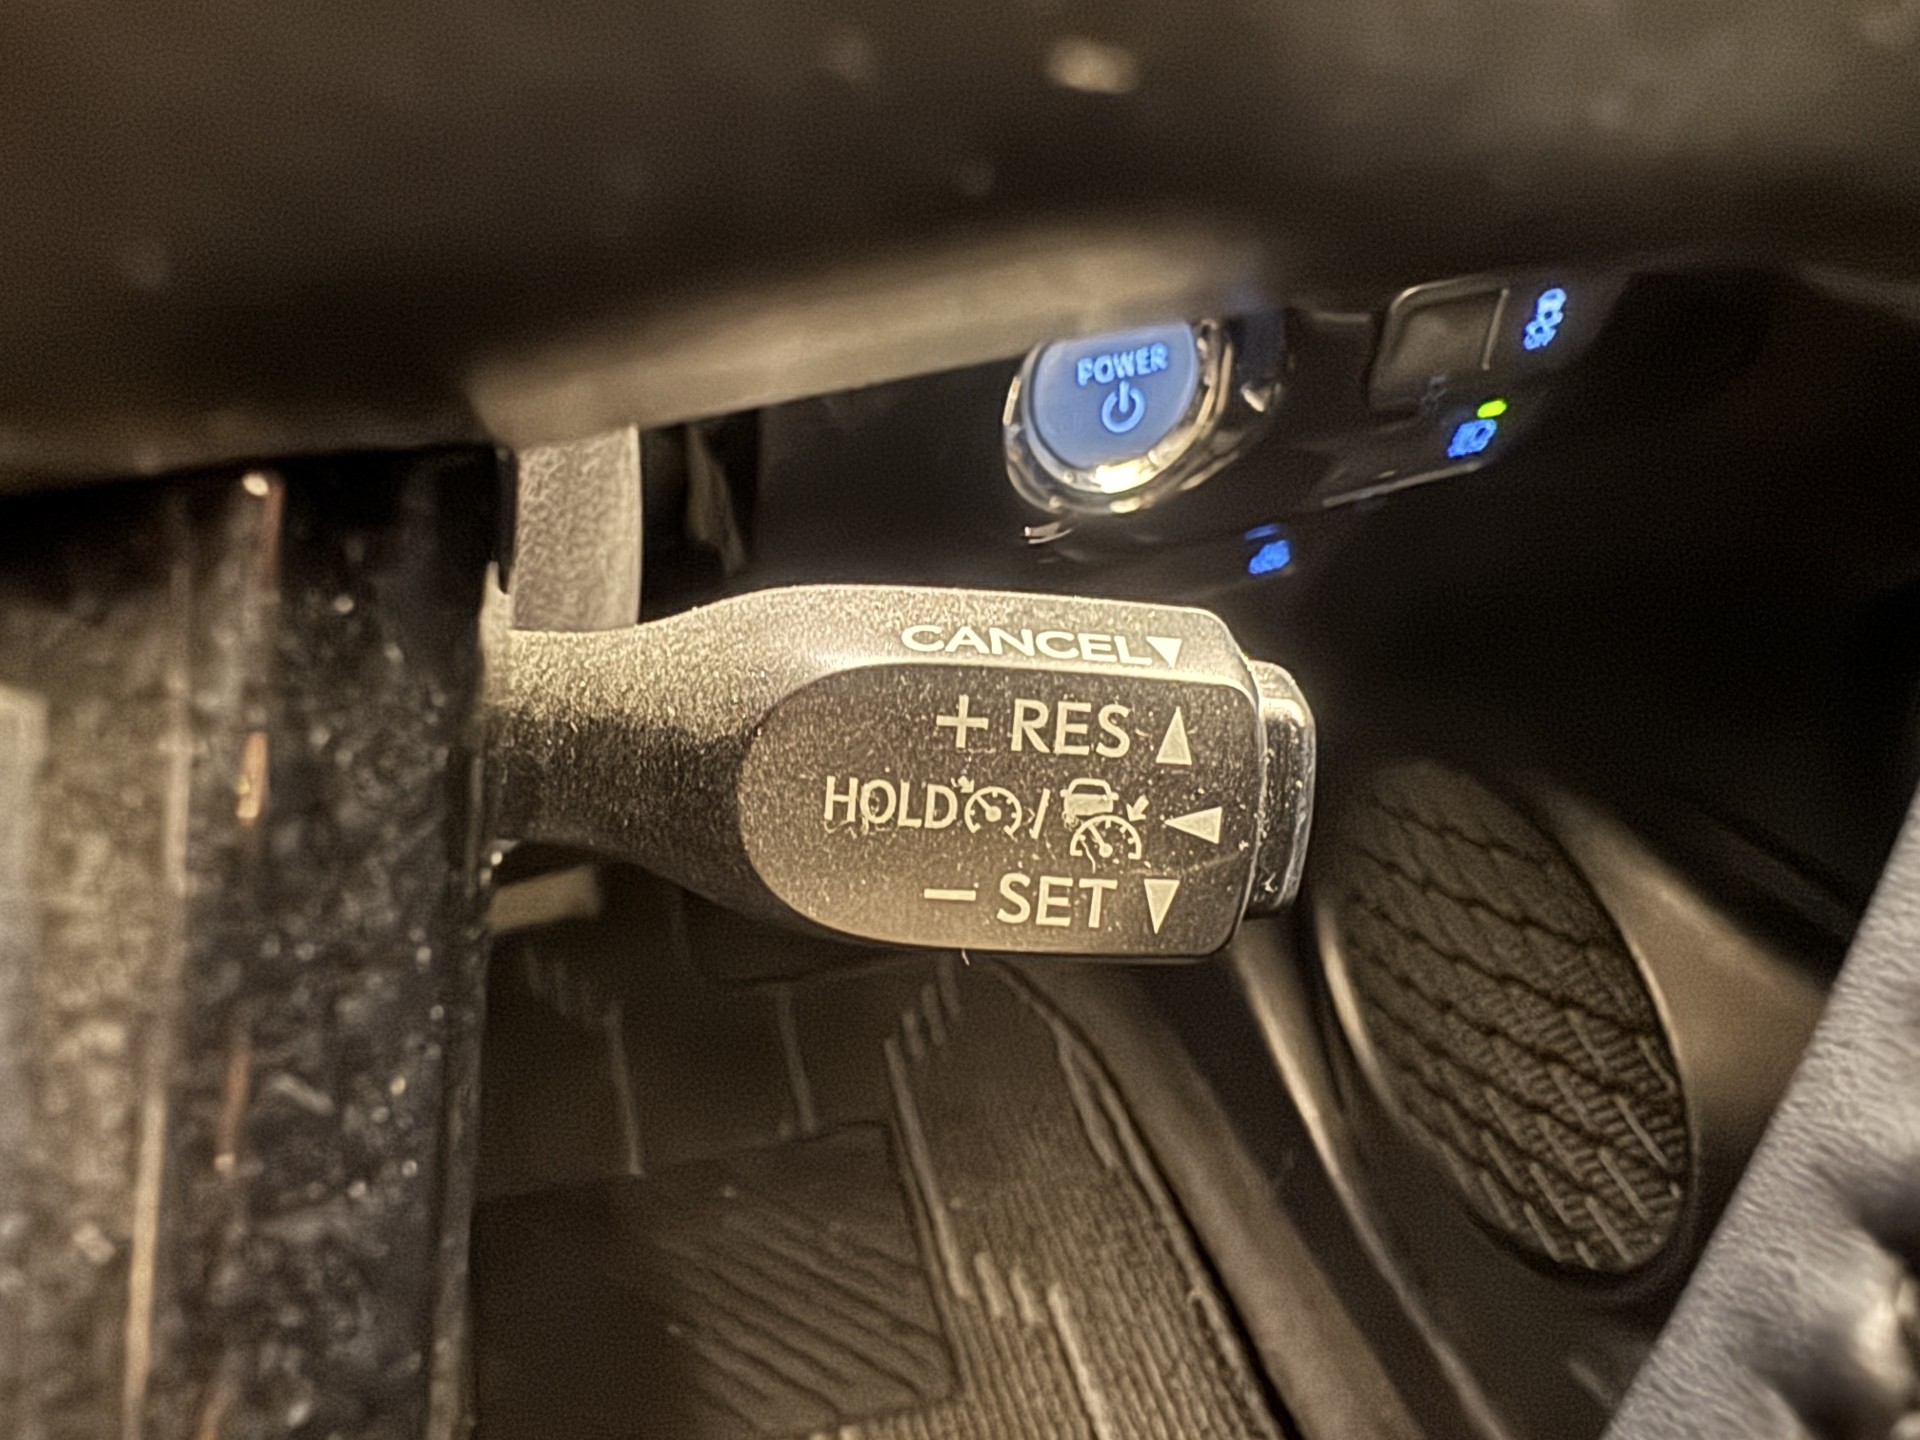 POWER
CANCEL▼
+ RES ▲
HOLD / ◀
− SET ▼